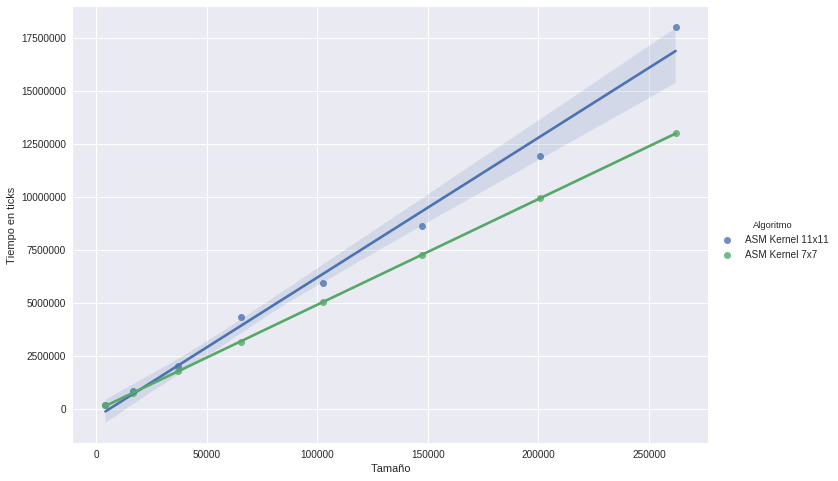 17500000
15000000
12500000
10000000
7500000
5000000
2500000
0
Tiempo en ticks
0 50000 100000 150000 200000 250000
Tamaño
Algoritmo
ASM Kernel 11x11
ASM Kernel 7x7